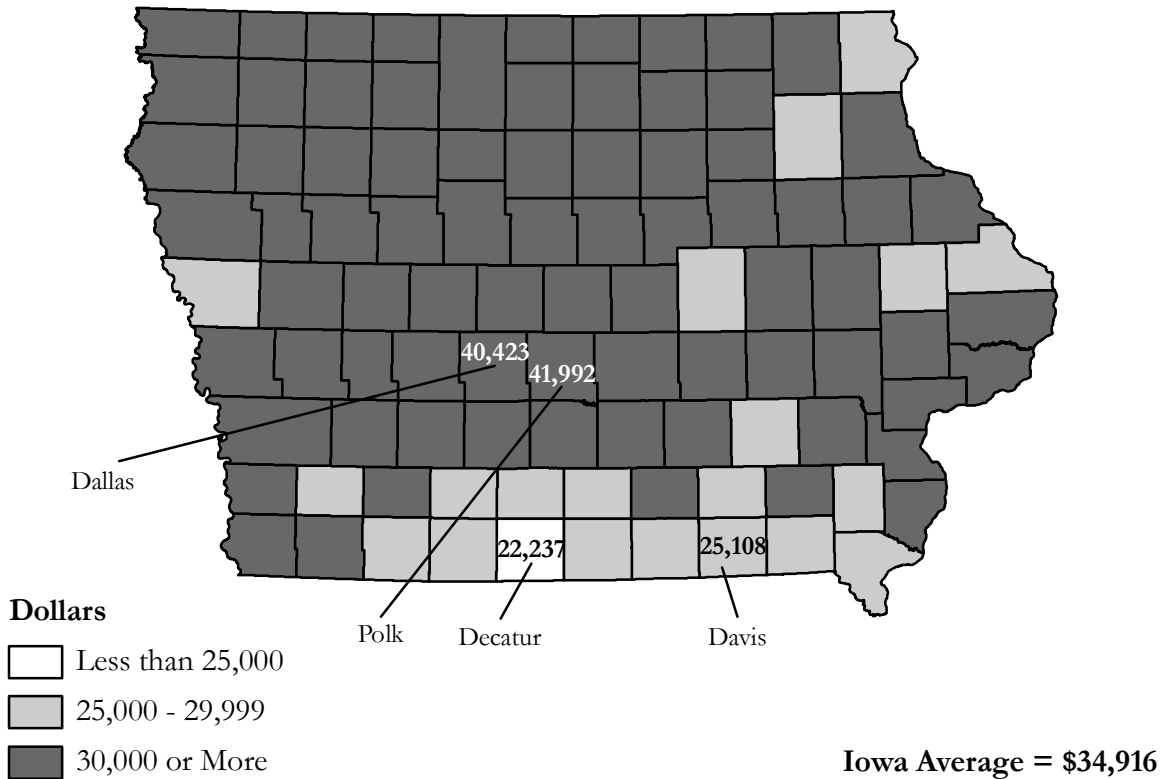 40,423
41,992
Dallas
22,237
25,108
Polk
Decatur
Davis
Dollars
Less than 25,000
25,000 - 29,999
30,000 or More
Iowa Average = $34,916